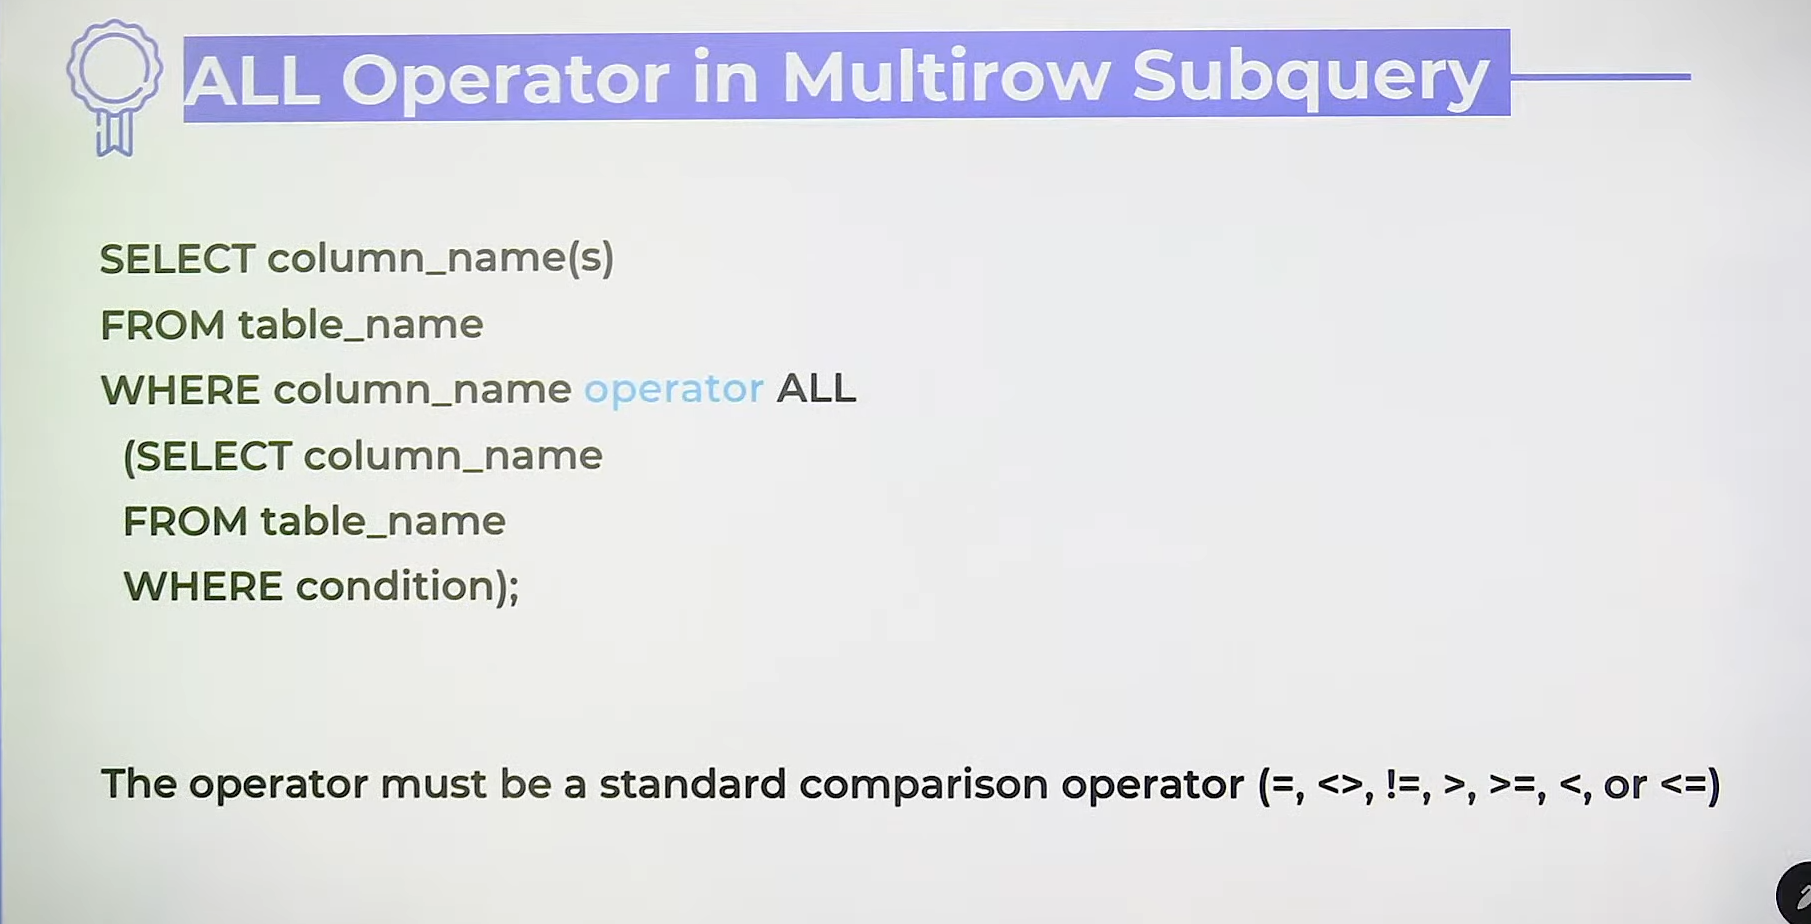 ALL Operator in Multirow Subquery
SELECT column_name(s)
FROM table_name
WHERE column_name operator ALL
(SELECT column_name
FROM table_name
WHERE condition);
The operator must be a standard comparison operator (=, <>, !=, >, >=, <, or <=)